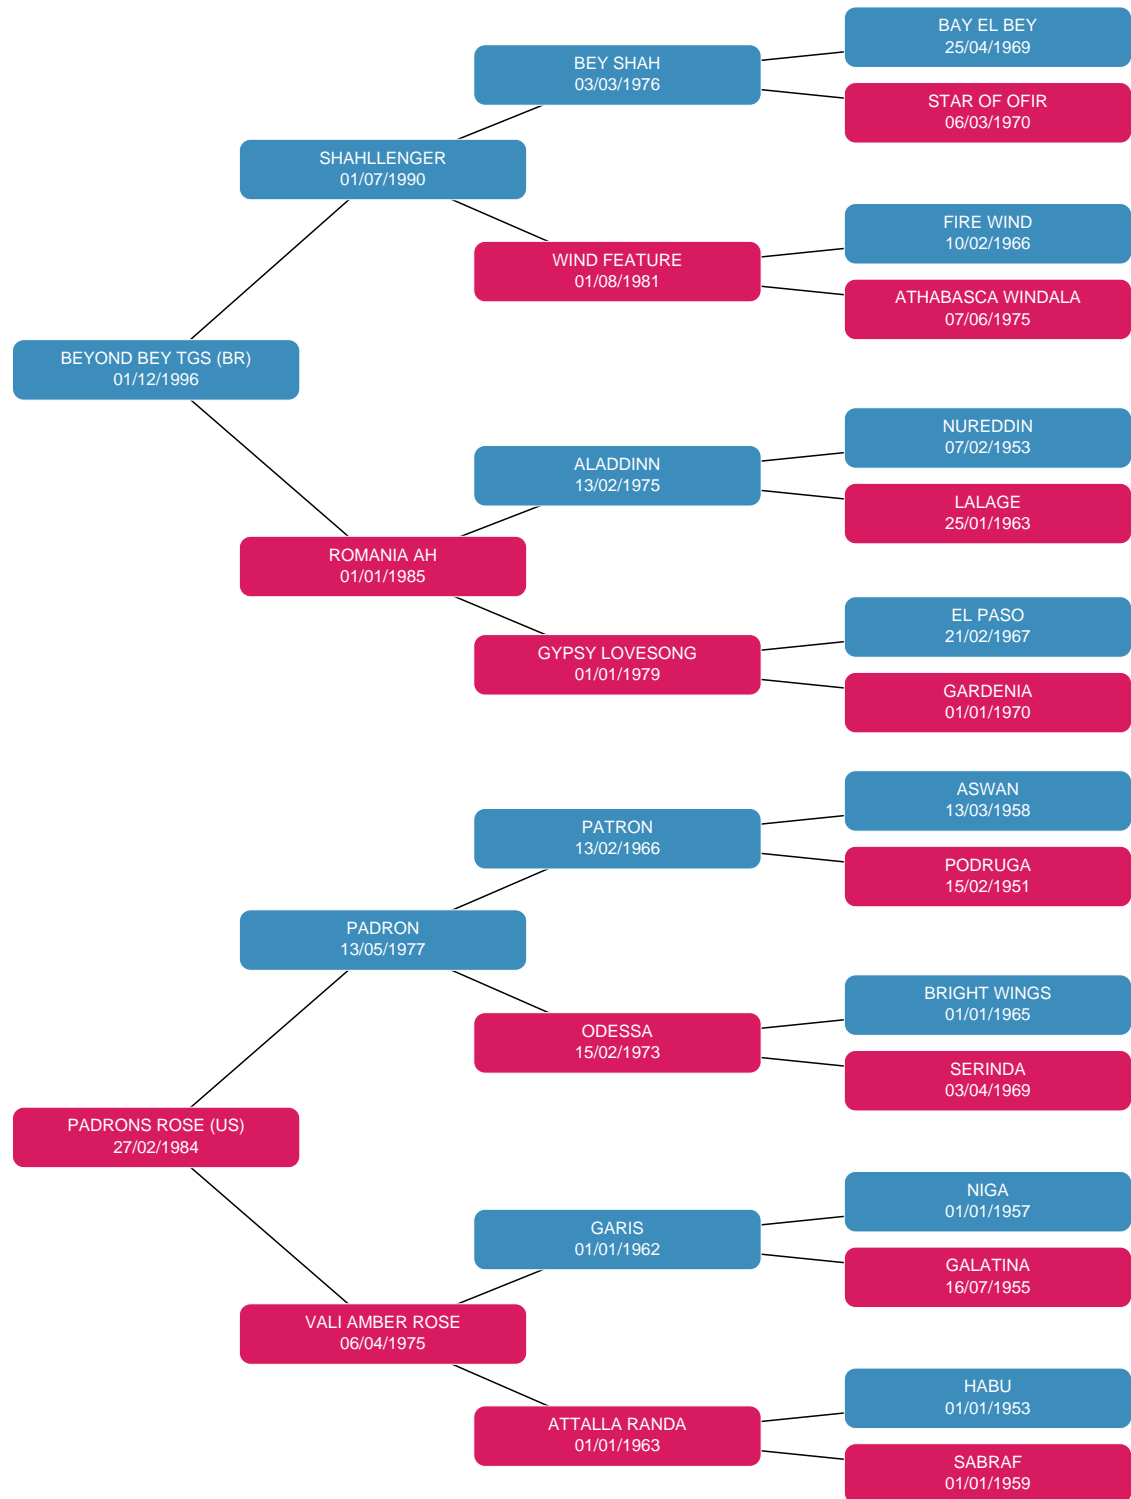 BAY EL BEY
25/04/1969
BEY SHAH
03/03/1976
STAR OF OFIR
06/03/1970
SHAHLLENGER
01/07/1990
FIRE WIND
10/02/1966
WIND FEATURE
01/08/1981
ATHABASCA WINDALA
07/06/1975
BEYOND BEY TGS (BR)
01/12/1996
NUREDDIN
07/02/1953
ALADDINN
13/02/1975
LALAGE
25/01/1963
ROMANIA AH
01/01/1985
EL PASO
21/02/1967
GYPSY LOVESONG
01/01/1979
GARDENIA
01/01/1970
ASWAN
13/03/1958
PATRON
13/02/1966
PODRUGA
15/02/1951
PADRON
13/05/1977
BRIGHT WINGS
01/01/1965
ODESSA
15/02/1973
SERINDA
03/04/1969
PADRONS ROSE (US)
27/02/1984
NIGA
01/01/1957
GARIS
01/01/1962
GALATINA
16/07/1955
VALI AMBER ROSE
06/04/1975
HABU
01/01/1953
ATTALLA RANDA
01/01/1963
SABRAF
01/01/1959